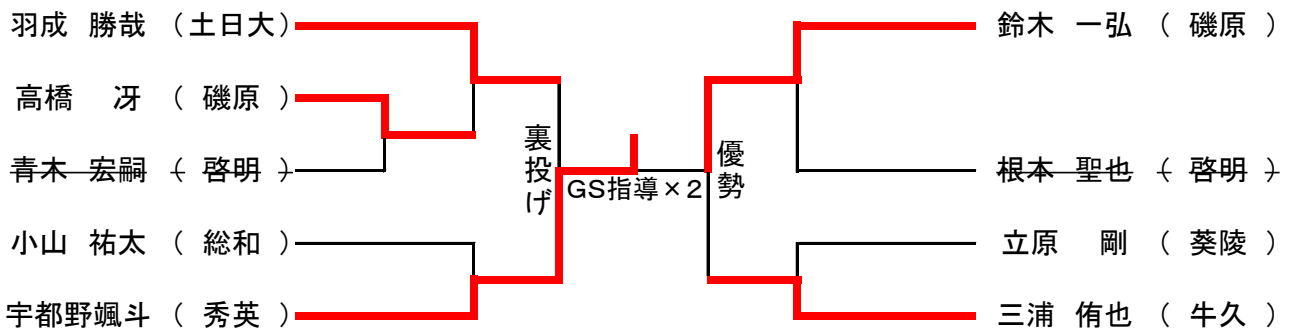 羽成 勝哉 (土日大)
高橋 冴 ( 磯原 )
青木 宏嗣 ( 啓明 )
小山 祐太 ( 総和 )
宇都野颯斗 ( 秀英 )
裏投げ
GS指導×2
優勢
鈴木 一弘 ( 磯原 )
根本 聖也 ( 啓明 )
立原 剛 ( 葵陵 )
三浦 侑也 ( 牛久 )